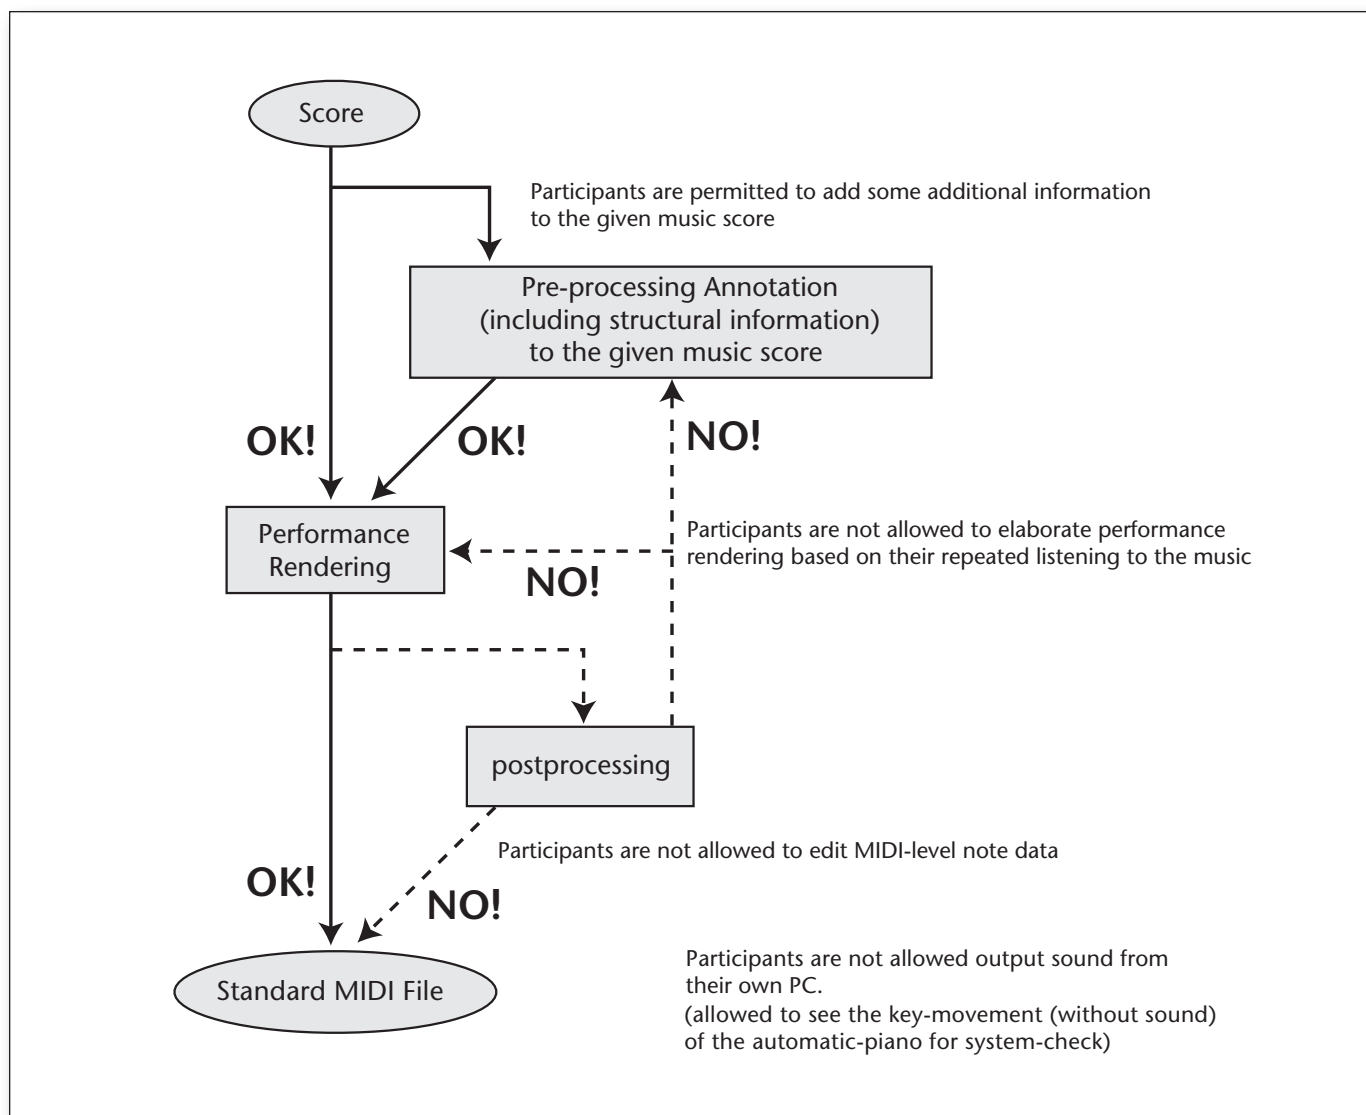 Score
Participants are permitted to add some additional information
to the given music score
Pre-processing Annotation
(including structural information)
to the given music score
OK!
OK!
NO!
Performance
Rendering
Participants are not allowed to elaborate performance
rendering based on their repeated listening to the music
NO!
postprocessing
Participants are not allowed to edit MIDI-level note data
OK!
NO!
Standard MIDI File
Participants are not allowed output sound from
their own PC.
(allowed to see the key-movement (without sound)
of the automatic-piano for system-check)